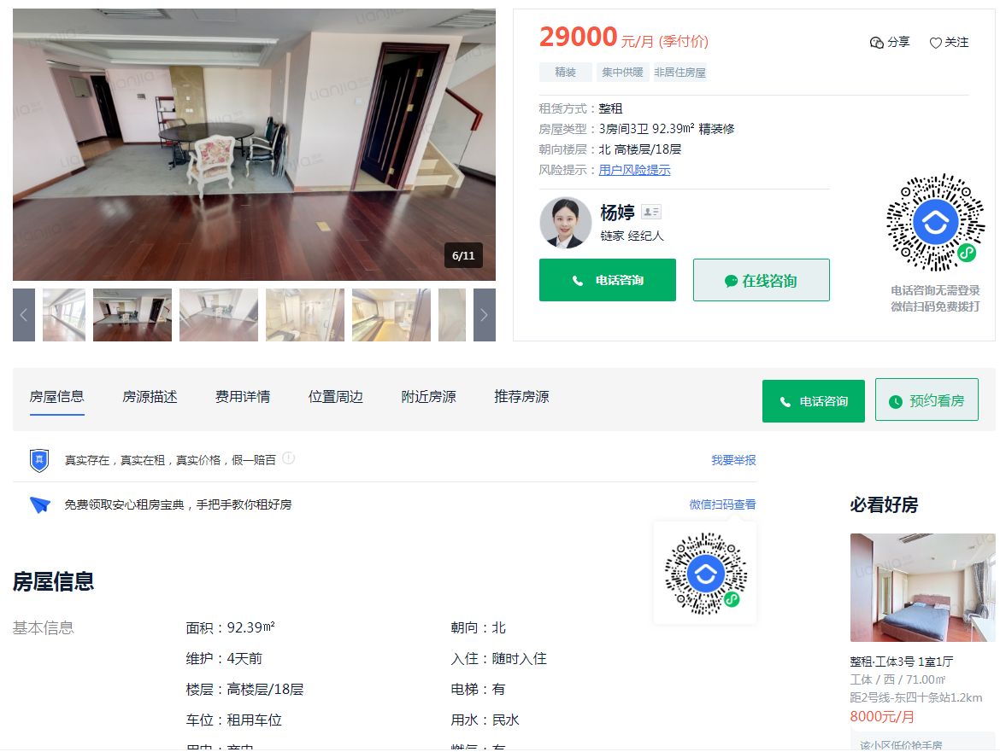 lianjia
6/11
29000 元/月 (季付价)
分享
关注
精装 集中供暖 非居住房屋
租赁方式：整租
房屋类型：3房间3卫 92.39㎡ 精装修
朝向楼层：北 高楼层/18层
风险提示：用户风险提示
杨婷
链家 经纪人
电话咨询
在线咨询
电话咨询无需登录
微信扫码免费拨打
房屋信息 房源描述 费用详情 位置周边 附近房源 推荐房源
电话咨询
预约看房
真 真实存在，真实在租，真实价格，假一赔百
我要举报
免费领取安心租房宝典，手把手教你租好房
微信扫码查看
房屋信息
基本信息
面积：92.39㎡ 朝向：北
维护：4天前 入住：随时入住
楼层：高楼层/18层 电梯：有
车位：租用车位 用水：民水
用电：商电 燃气：有
必看好房
整租·工体3号 1室1厅
工体 / 西 / 71.00㎡
距2号线-东四十条站1.2km
8000元/月
该小区低价抢手房